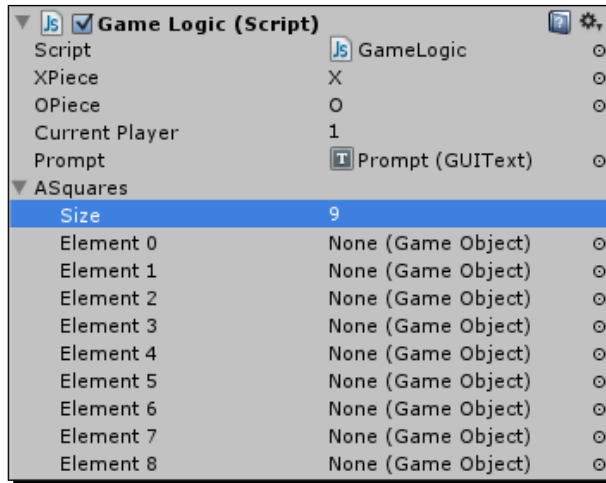 Game Logic (Script)
Script JS GameLogic
XPiece X
OPiece O
Current Player 1
Prompt T Prompt (GUIText)
ASquares
Size 9
Element 0 None (Game Object)
Element 1 None (Game Object)
Element 2 None (Game Object)
Element 3 None (Game Object)
Element 4 None (Game Object)
Element 5 None (Game Object)
Element 6 None (Game Object)
Element 7 None (Game Object)
Element 8 None (Game Object)